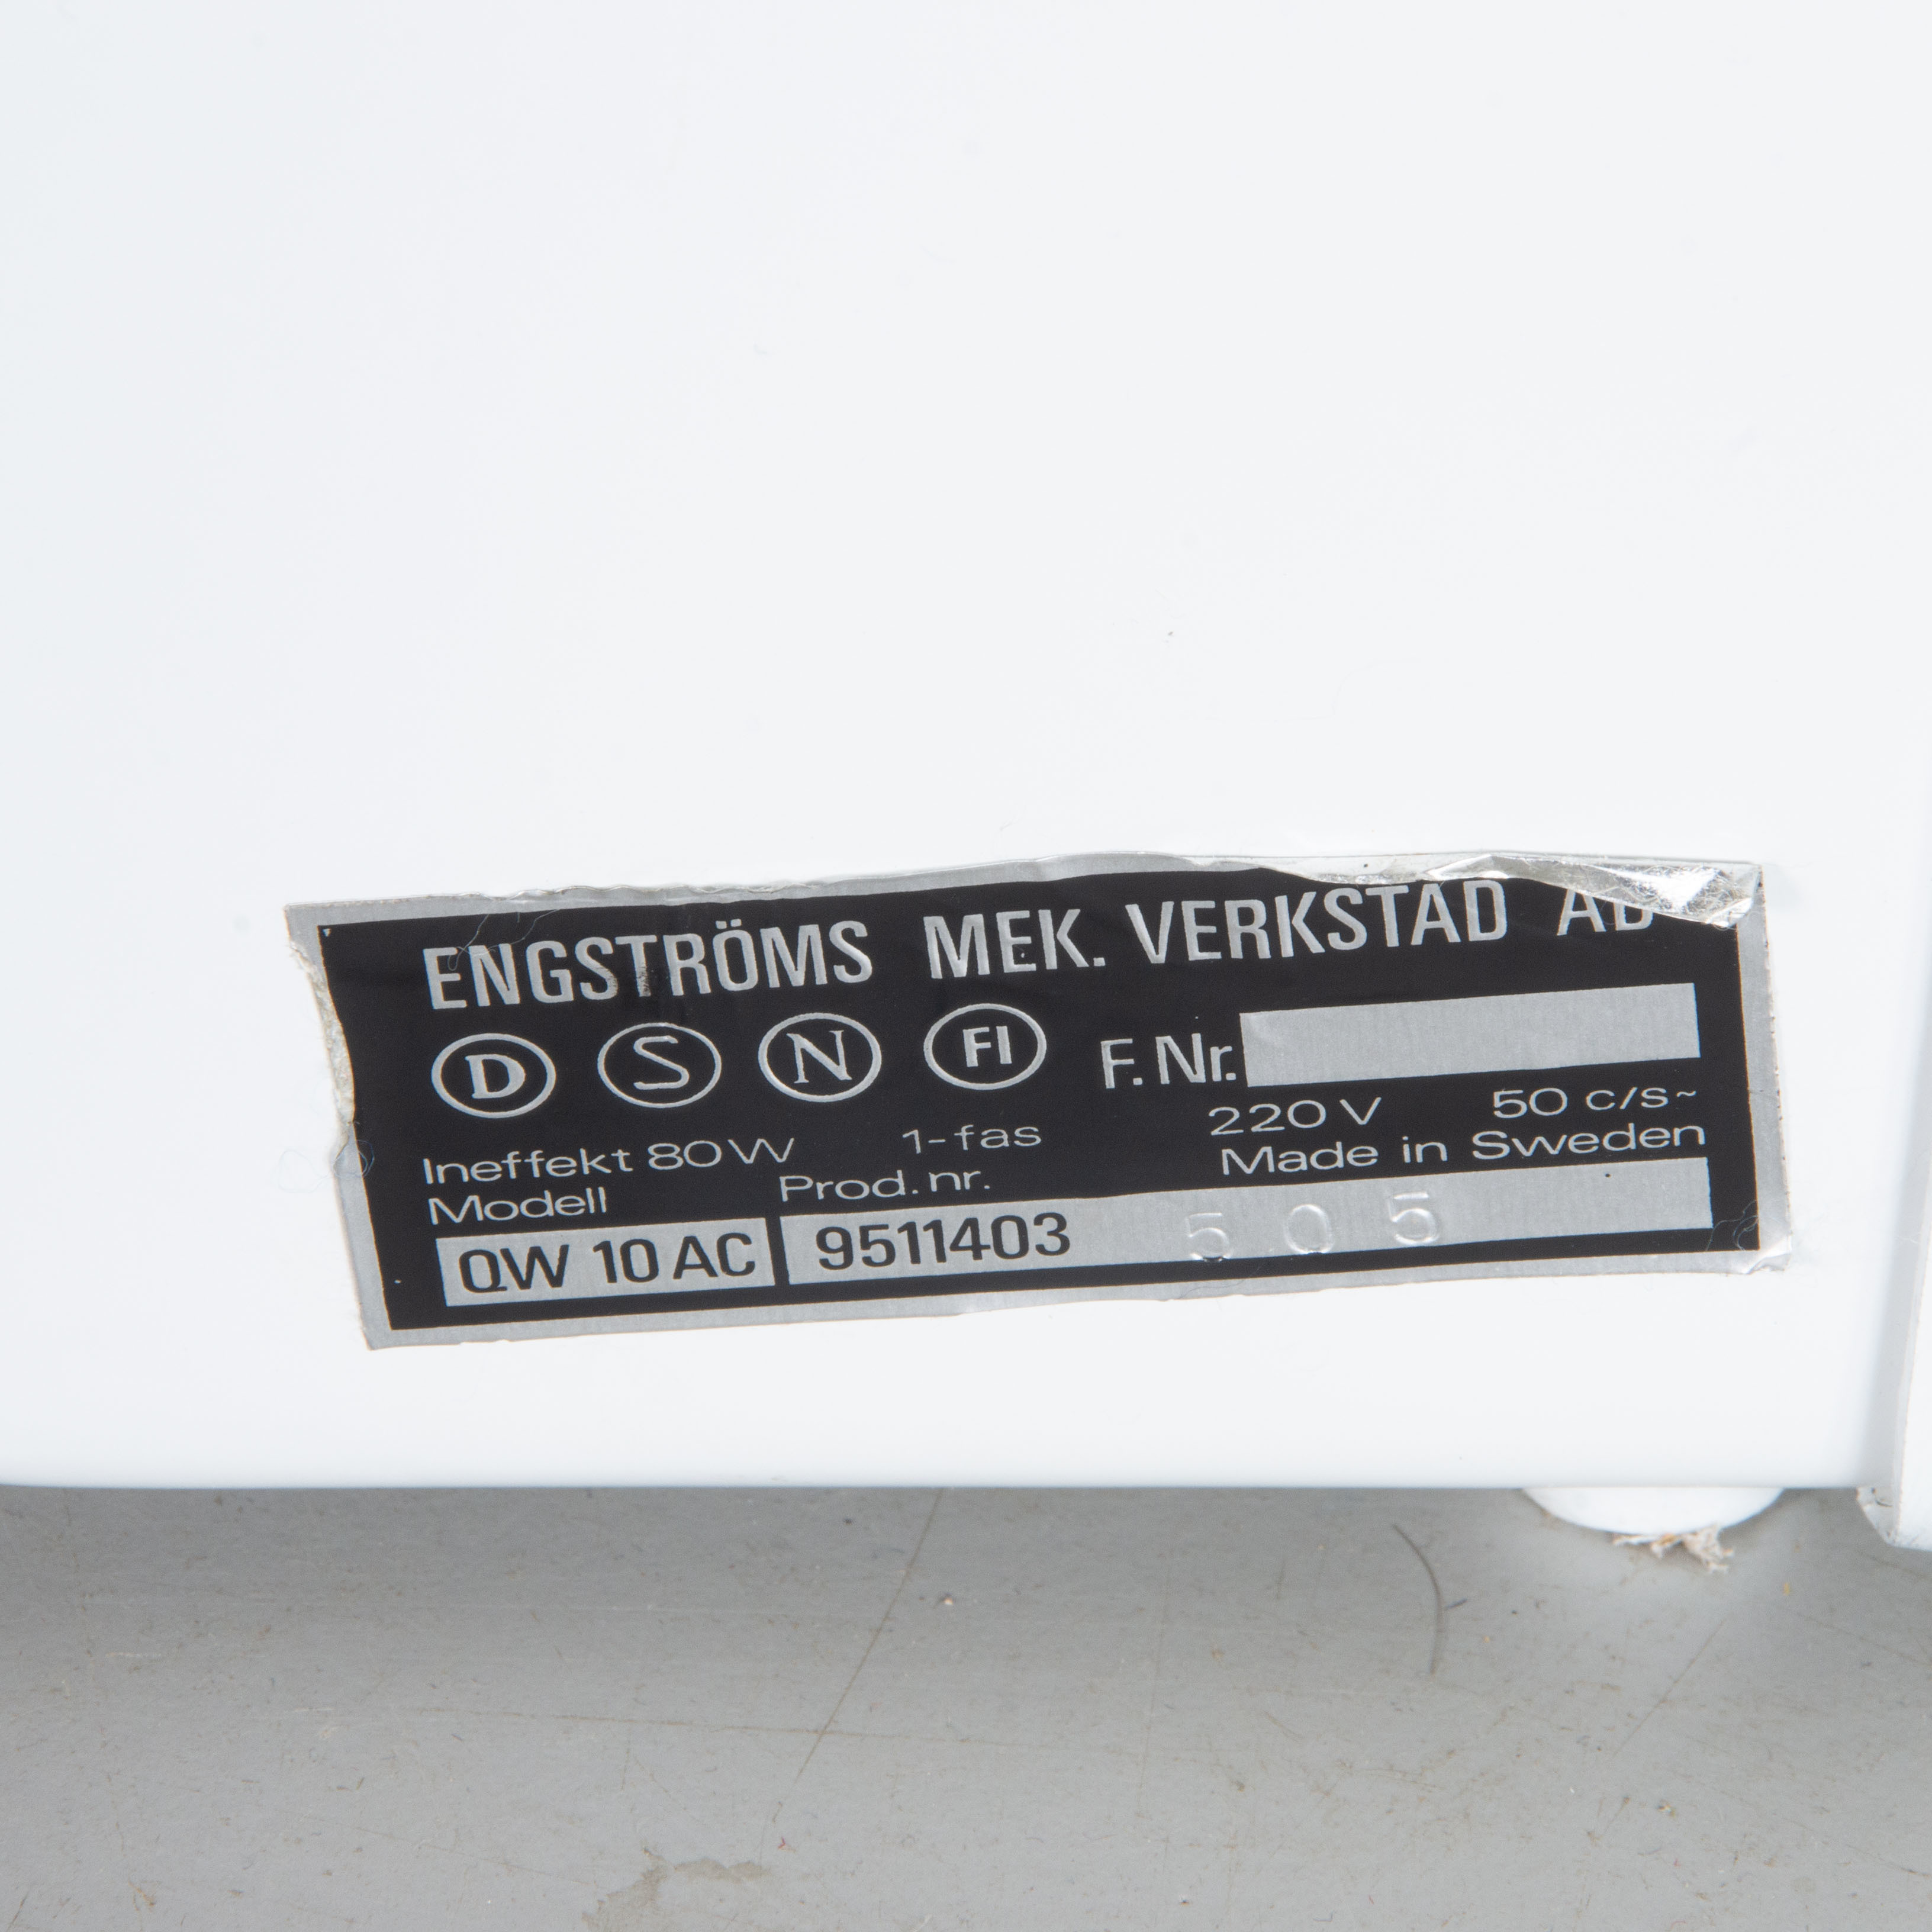 ENGSTRÖMS MEK. VERKSTAD AB
D S N FI F. Nr.
Ineffekt 80W 1-fas 220 V 50 c/s~
Modell Prod. nr. Made in Sweden
QW 10 AC 9511403 505